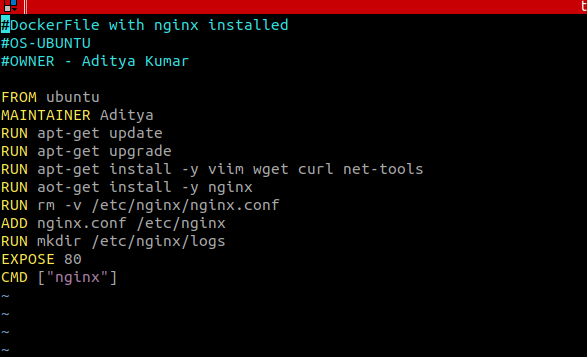 t
#DockerFile with nginx installed
#OS-UBUNTU
#OWNER - Aditya Kumar
FROM ubuntu
MAINTAINER Aditya
RUN apt-get update
RUN apt-get upgrade
RUN apt-get install -y viim wget curl net-tools
RUN aot-get install -y nginx
RUN rm -v /etc/nginx/nginx.conf
ADD nginx.conf /etc/nginx
RUN mkdir /etc/nginx/logs
EXPOSE 80
CMD ["nginx"]
~
~
~
~